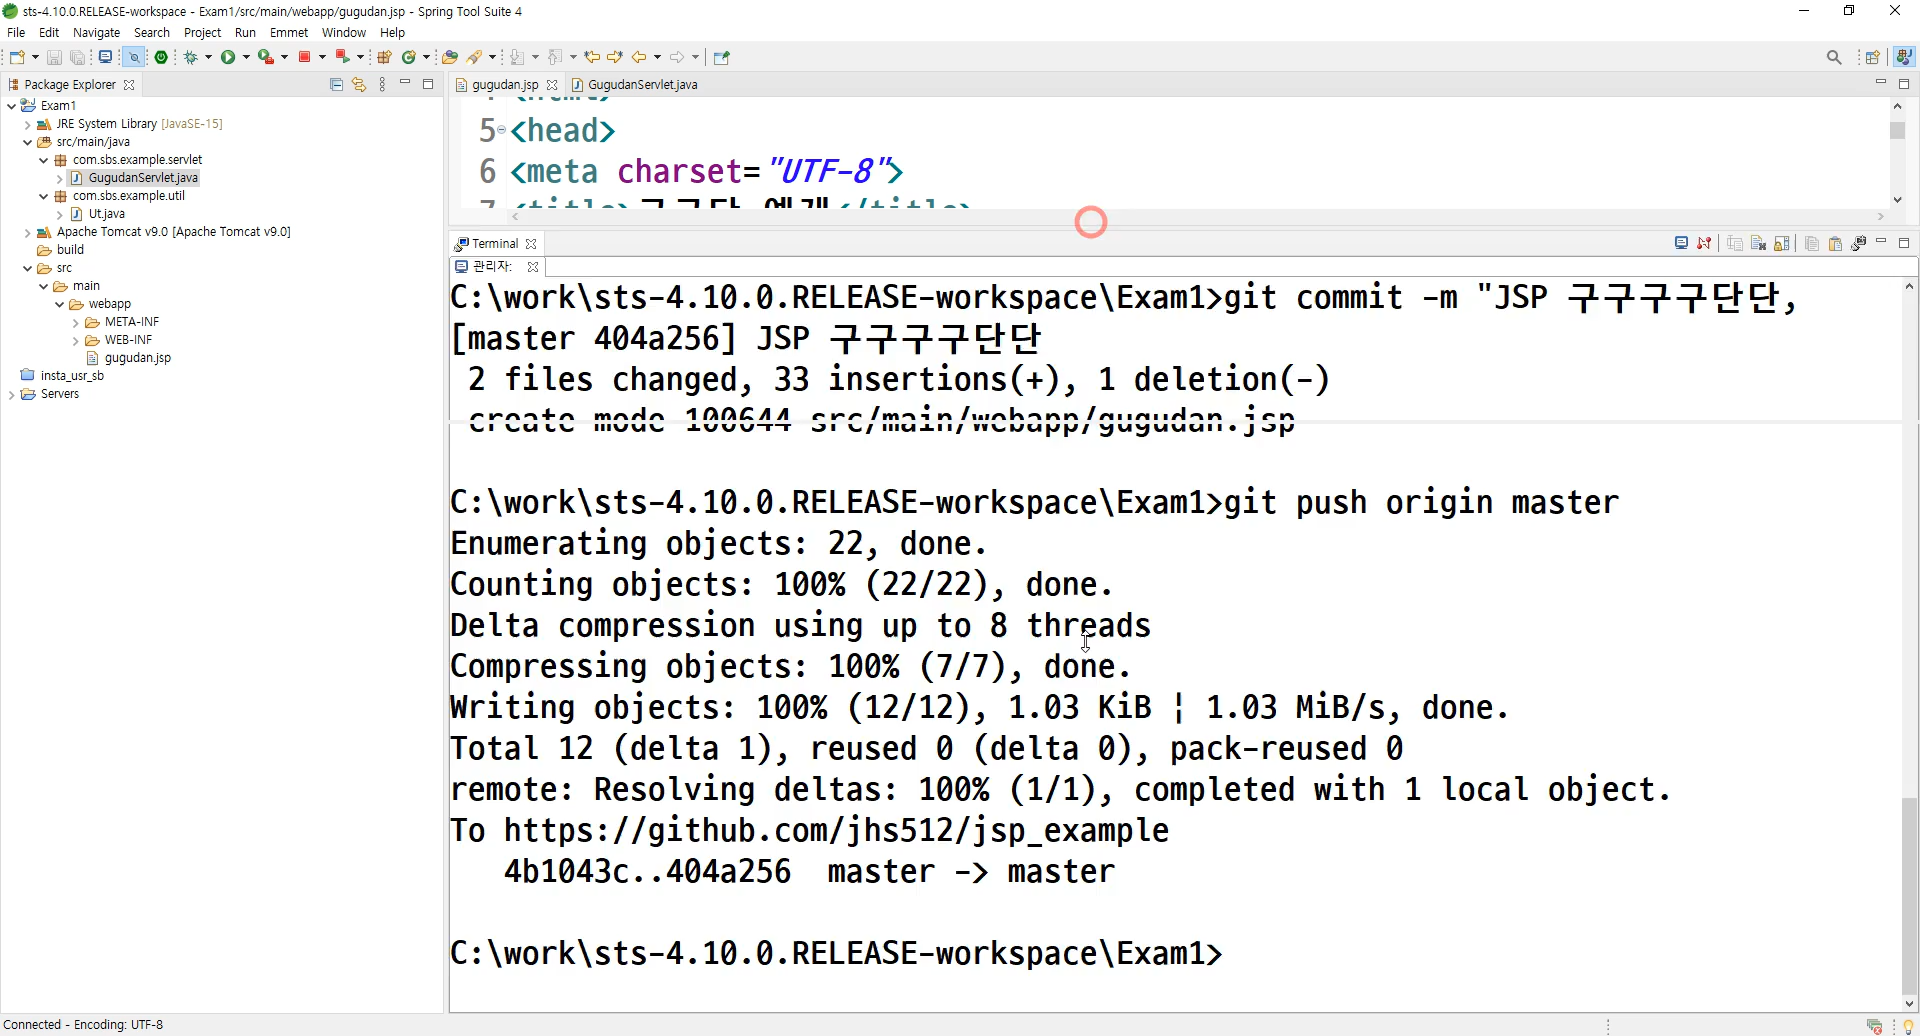 sts-4.10.0.RELEASE-workspace - Exam1/src/main/webapp/gugudan.jsp - Spring Tool Suite 4
File Edit Navigate Search Project Run Emmet Window Help
Package Explorer
Exam1
JRE System Library [JavaSE-15]
src/main/java
com.sbs.example.servlet
GugudanServlet.java
com.sbs.example.util
Ut.java
Apache Tomcat v9.0 [Apache Tomcat v9.0]
build
src
main
webapp
META-INF
WEB-INF
gugudan.jsp
insta_usr_sb
Servers
gugudan.jsp GugudanServlet.java
5 <head>
6 <meta charset="UTF-8">
Terminal
관리자:
C:\work\sts-4.10.0.RELEASE-workspace\Exam1>git commit -m "JSP 구구구구단단,
[master 404a256] JSP 구구구구단단
2 files changed, 33 insertions(+), 1 deletion(-)
create mode 100644 src/main/webapp/gugudan.jsp
C:\work\sts-4.10.0.RELEASE-workspace\Exam1>git push origin master
Enumerating objects: 22, done.
Counting objects: 100% (22/22), done.
Delta compression using up to 8 threads
Compressing objects: 100% (7/7), done.
Writing objects: 100% (12/12), 1.03 KiB ¦ 1.03 MiB/s, done.
Total 12 (delta 1), reused 0 (delta 0), pack-reused 0
remote: Resolving deltas: 100% (1/1), completed with 1 local object.
To https://github.com/jhs512/jsp_example
4b1043c..404a256 master -> master
C:\work\sts-4.10.0.RELEASE-workspace\Exam1>
Connected - Encoding: UTF-8